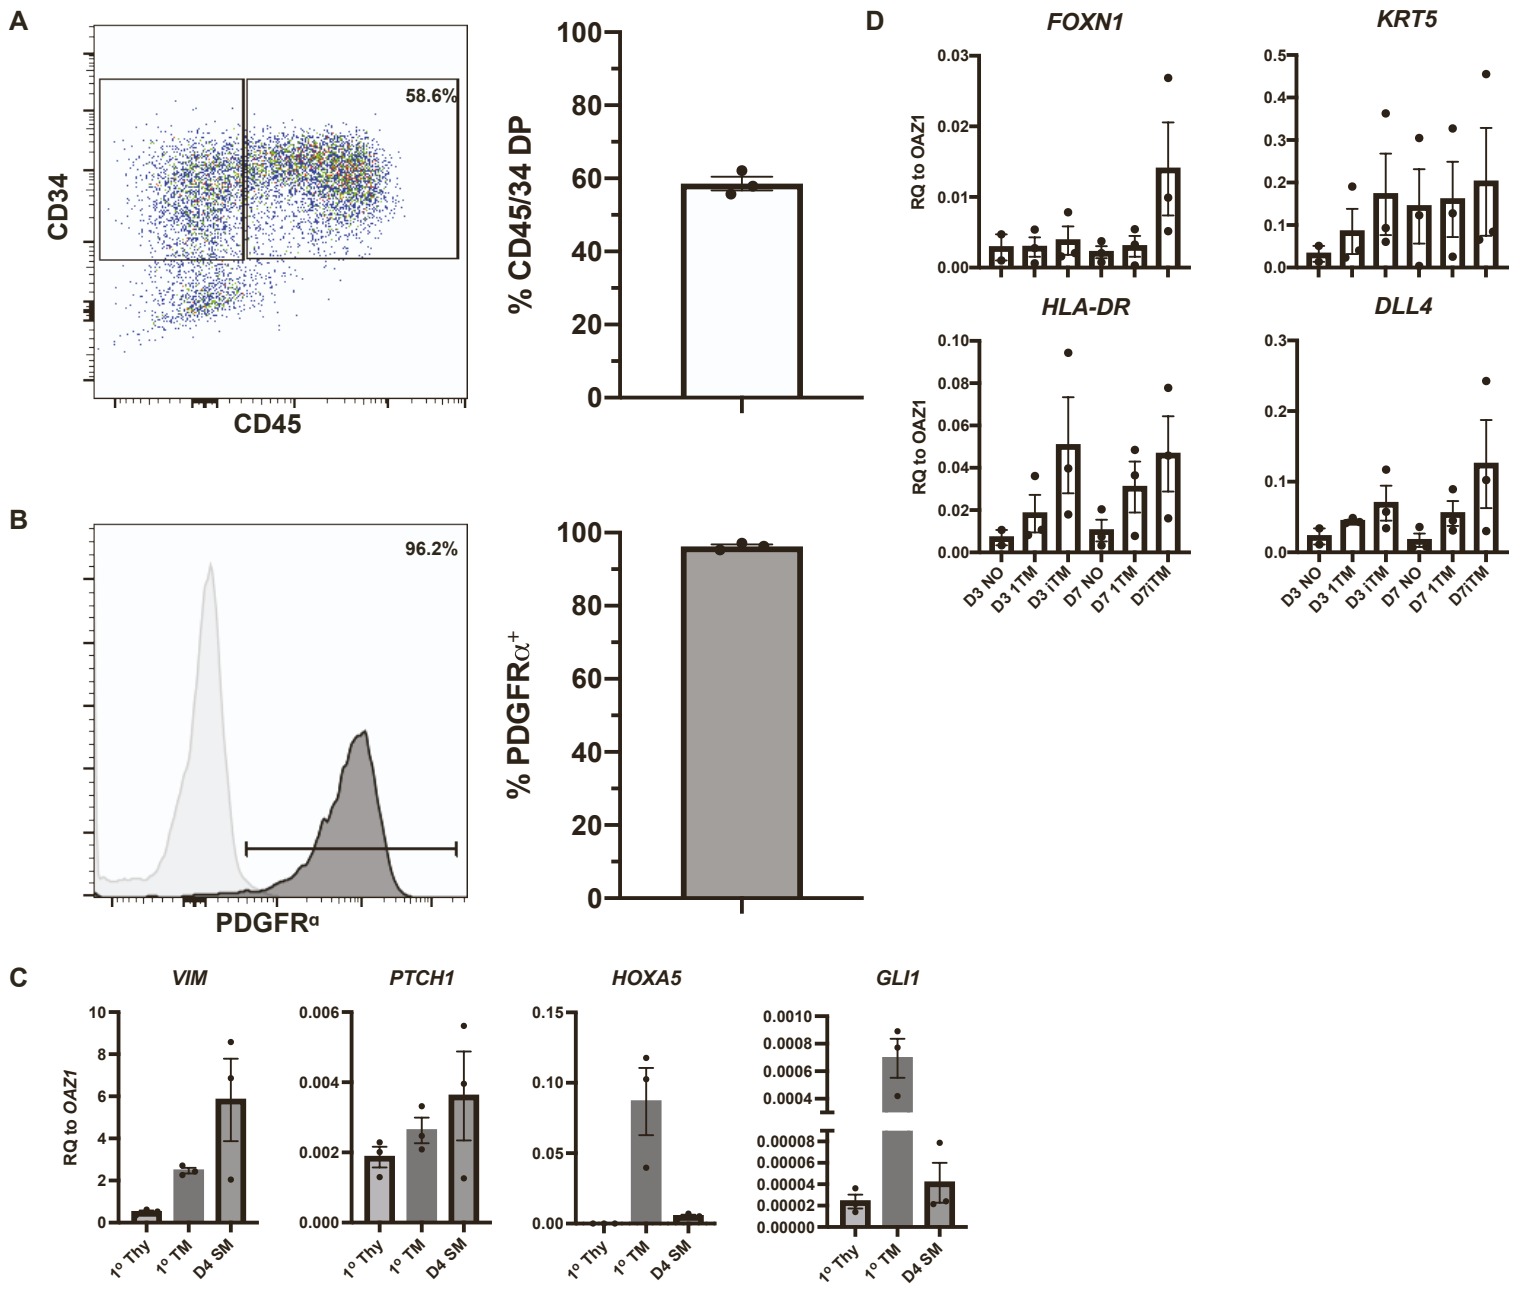 A
58.6%
CD34
CD45
100
80
60
40
20
0
% CD45/34 DP
B
96.2%
PDGFRα
100
80
60
40
20
0
% PDGFRα+
C
VIM
RQ to OAZ1
10
8
6
4
2
0
1º Thy
1º TM
D4 SM
PTCH1
0.006
0.004
0.002
0.000
1º Thy
1º TM
D4 SM
HOXA5
0.15
0.10
0.05
0.00
1º Thy
1º TM
D4 SM
GLI1
0.0010
0.0008
0.0006
0.0004
0.00008
0.00006
0.00004
0.00002
0.00000
1º Thy
1º TM
D4 SM
D
FOXN1
RQ to OAZ1
0.03
0.02
0.01
0.00
KRT5
0.5
0.4
0.3
0.2
0.1
0.0
HLA-DR
RQ to OAZ1
0.10
0.08
0.06
0.04
0.02
0.00
D3 NO
D3 1TM
D3 iTM
D7 NO
D7 1TM
D7iTM
DLL4
0.3
0.2
0.1
0.0
D3 NO
D3 1TM
D3 iTM
D7 NO
D7 1TM
D7iTM